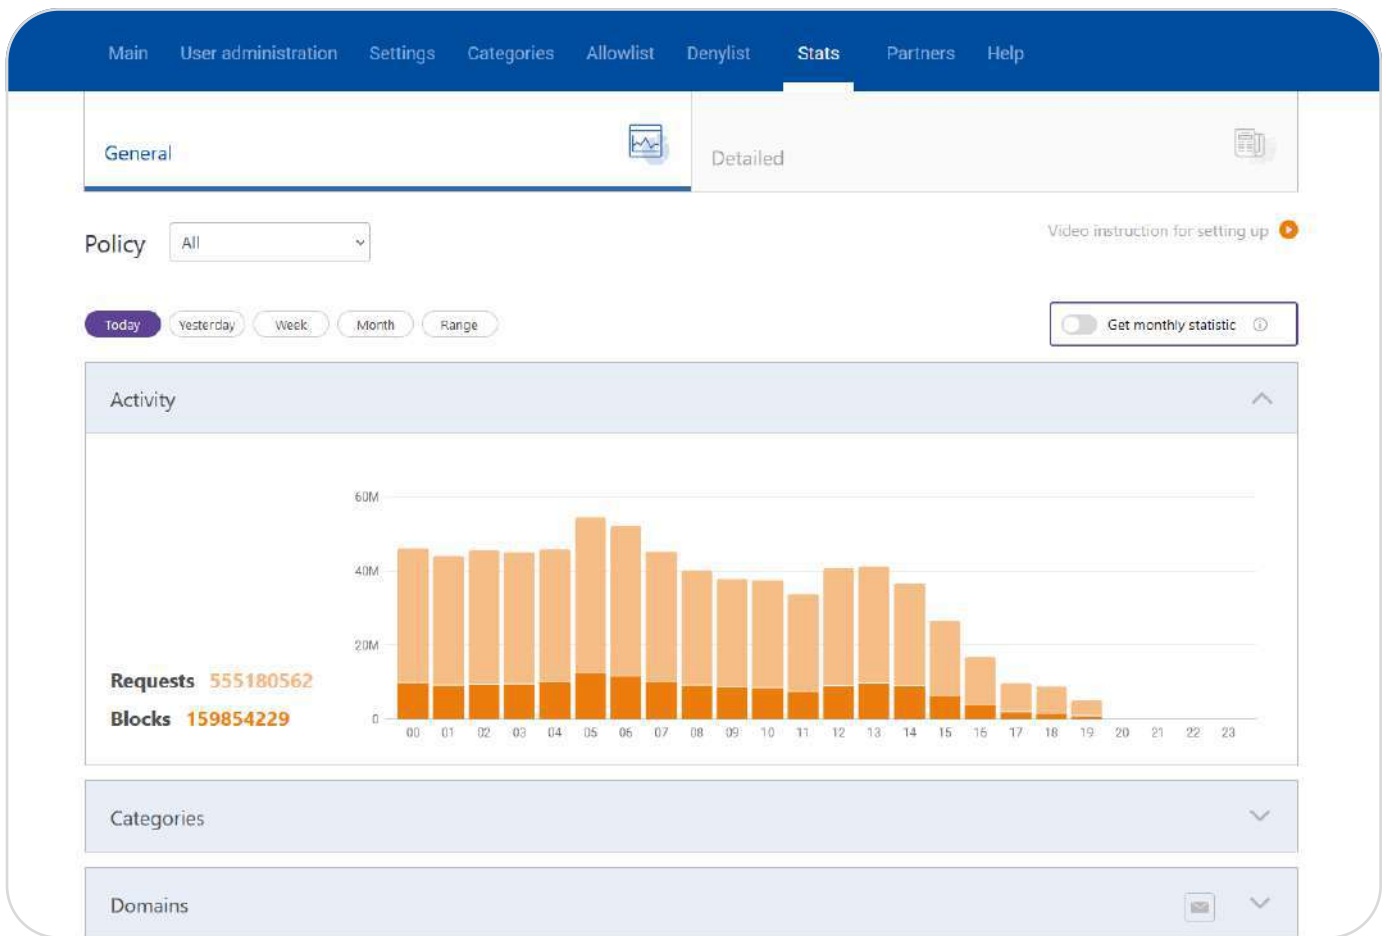 Main User administration Settings Categories Allowlist Denylist Stats Partners Help
General
Detailed
Policy All
Video instruction for setting up
Today Yesterday Week Month Range
Get monthly statistic
Activity
60M
40M
20M
0
Requests 555180562
Blocks 159854229
00 01 02 03 04 05 06 07 08 09 10 11 12 13 14 15 16 17 18 19 20 21 22 23
Categories
Domains